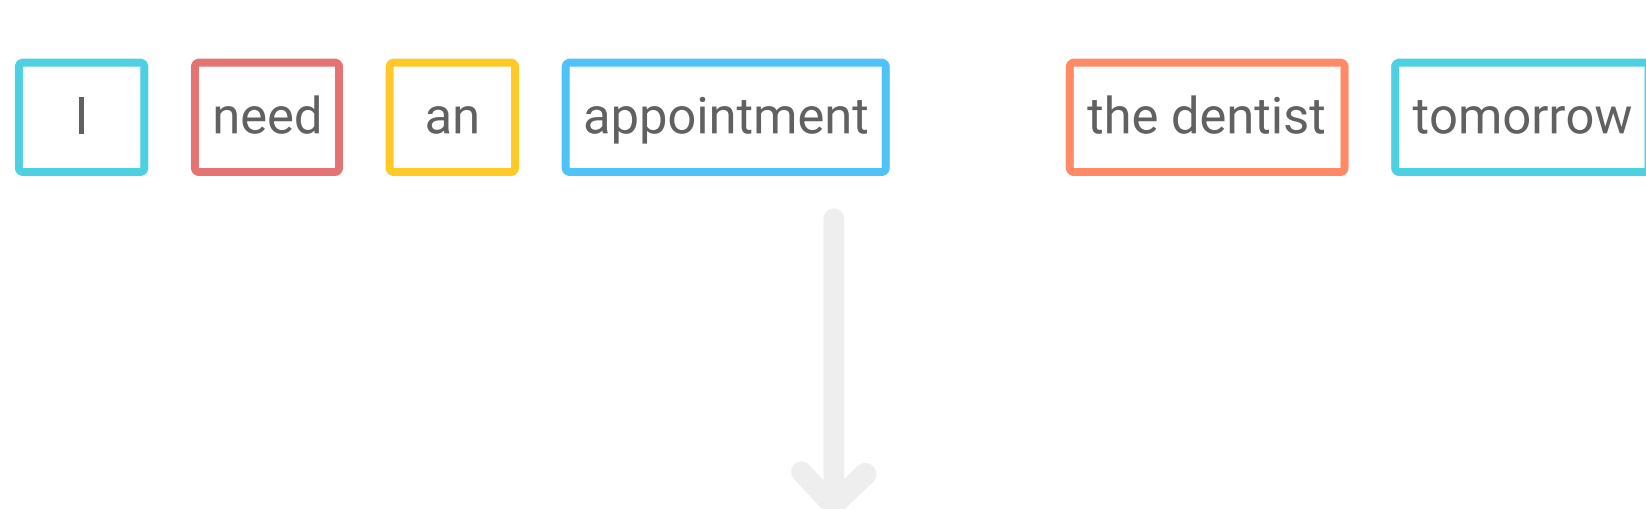 I need an appointment the dentist tomorrow